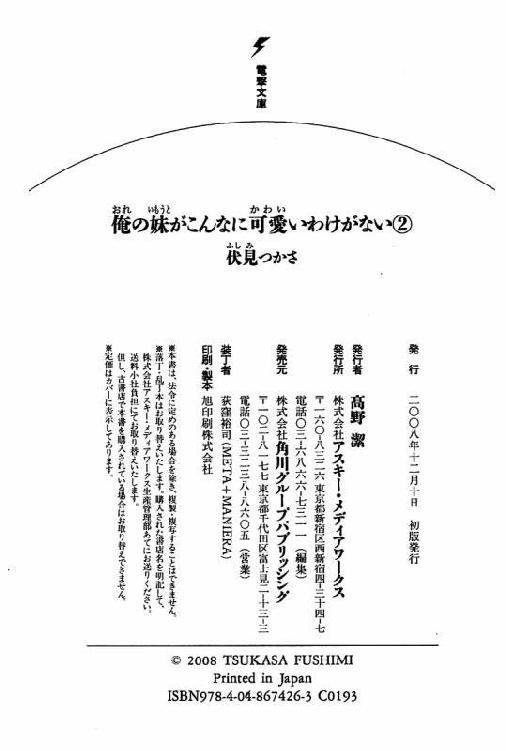 電撃文庫
俺の妹がこんなに可愛いわけがない②
伏見つかさ
発行 二〇〇八年十二月十日 初版発行
発行者 髙野 潔
発行所 株式会社アスキー・メディアワークス
〒一六〇-八三二六 東京都新宿区西新宿四-三十四-七
電話〇三-六八六六-七三一一(編集)
発売元 株式会社角川グループパブリッシング
〒一〇二-八一七七 東京都千代田区富士見二-十三-三
電話〇三-三二三八-八六〇五(営業)
装丁者 荻窪裕司(META+MANIERA)
印刷・製本 旭印刷株式会社
※本書は、法令に定めのある場合を除き、複製・複写することはできません。
※落丁・乱丁本はお取り替えいたします。購入された書店名を明記して、
株式会社アスキー・メディアワークス生産管理部あてにお送りください。
送料小社負担にてお取り替えいたします。
但し、古書店で本書を購入されている場合はお取り替えできません。
※定価はカバーに表示してあります。
© 2008 TSUKASA FUSHIMI
Printed in Japan
ISBN978-4-04-867426-3 C0193